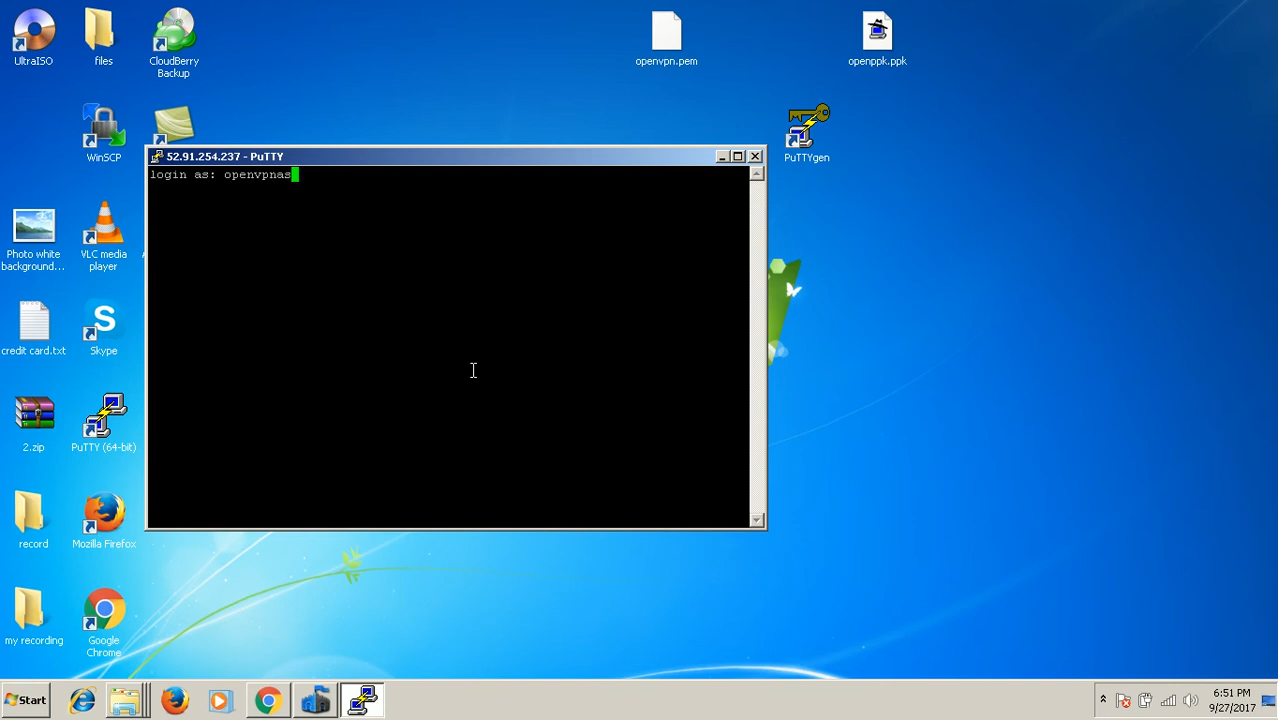 UltraISO
files
CloudBerry
Backup
openvpn.pem
openppk.ppk
WinSCP
PuTTYgen
52.91.254.237 - PuTTY
login as: openvpnas
Photo white
background...
VLC media
player
credit card.txt
Skype
2.zip
PuTTY (64-bit)
record
Mozilla Firefox
my recording
Google
Chrome
Start
6:51 PM
9/27/2017